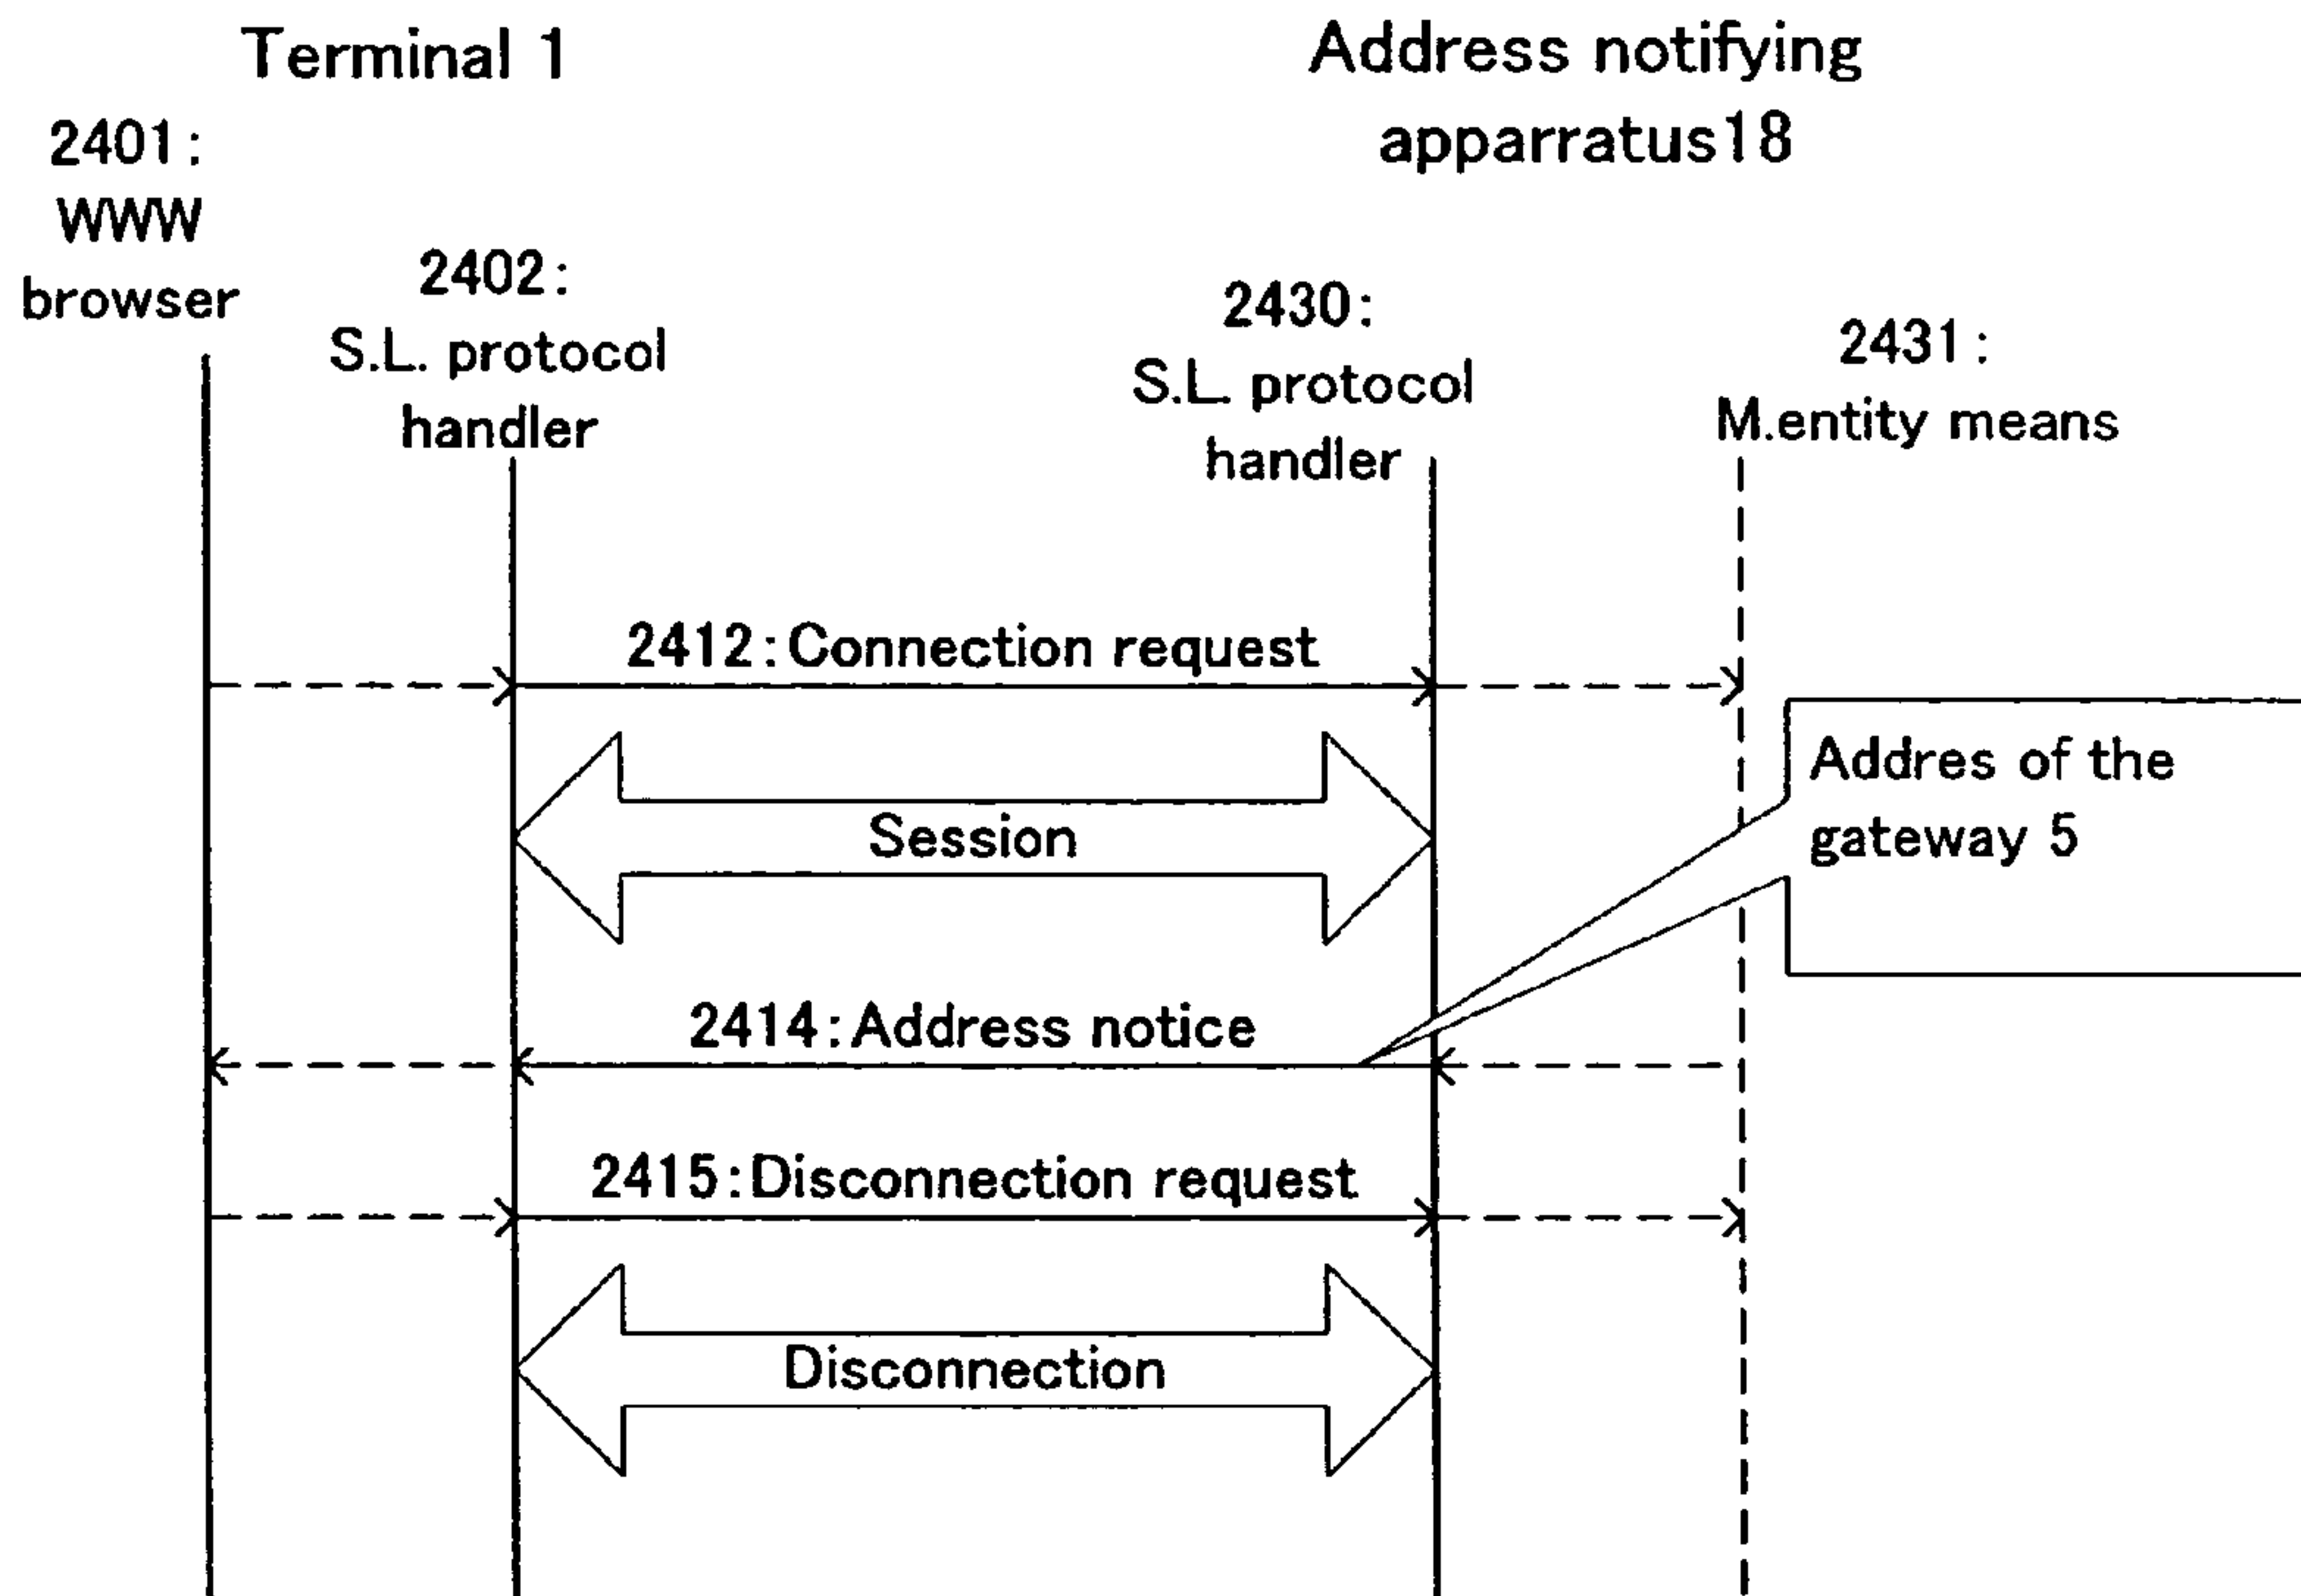 Terminal 1
Address notifying
apparratus18
2401:
WWW
browser
2402:
S.L. protocol
handler
2430:
S.L. protocol
handler
2431:
M.entity means
2412:Connection request
Addres of the
gateway 5
Session
2414:Address notice
2415:Disconnection request
Disconnection